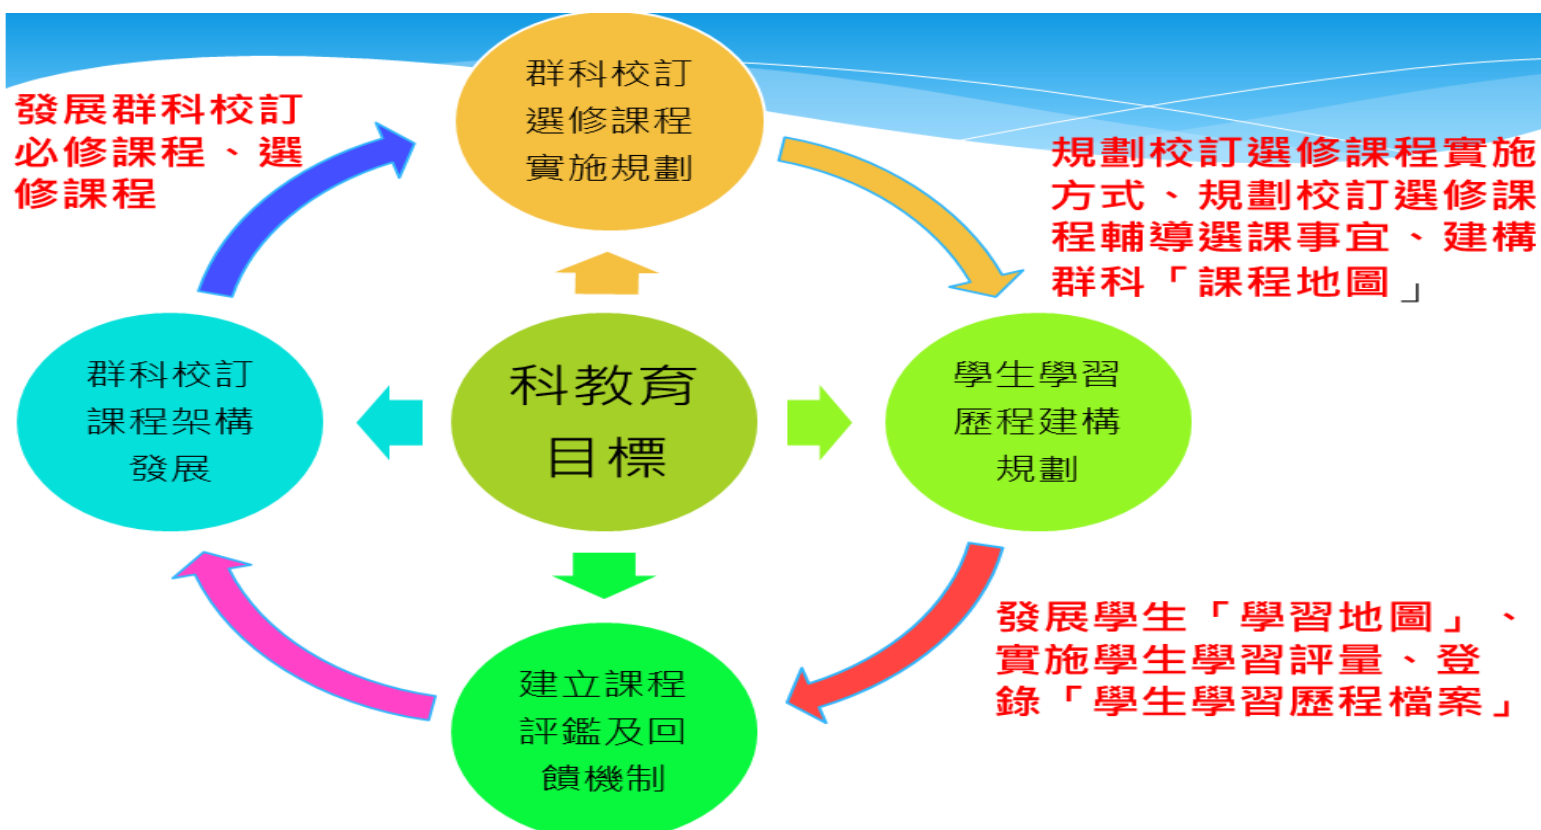 群科校訂
選修課程
實施規劃
發展群科校訂
必修課程、選
修課程
規劃校訂選修課程實施
方式、規劃校訂選修課
程輔導選課事宜、建構
群科「課程地圖」
群科校訂
課程架構
發展
科教育
目標
學生學習
歷程建構
規劃
發展學生「學習地圖」、
實施學生學習評量、登
錄「學生學習歷程檔案」
建立課程
評鑑及回
饋機制